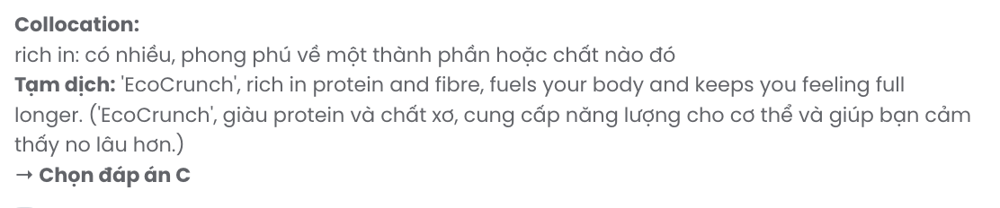 Collocation:
rich in: có nhiều, phong phú về một thành phần hoặc chất nào đó
Tạm dịch: 'EcoCrunch', rich in protein and fibre, fuels your body and keeps you feeling full
longer. ('EcoCrunch', giàu protein và chất xơ, cung cấp năng lượng cho cơ thể và giúp bạn cảm
thấy no lâu hơn.)
→ Chọn đáp án C